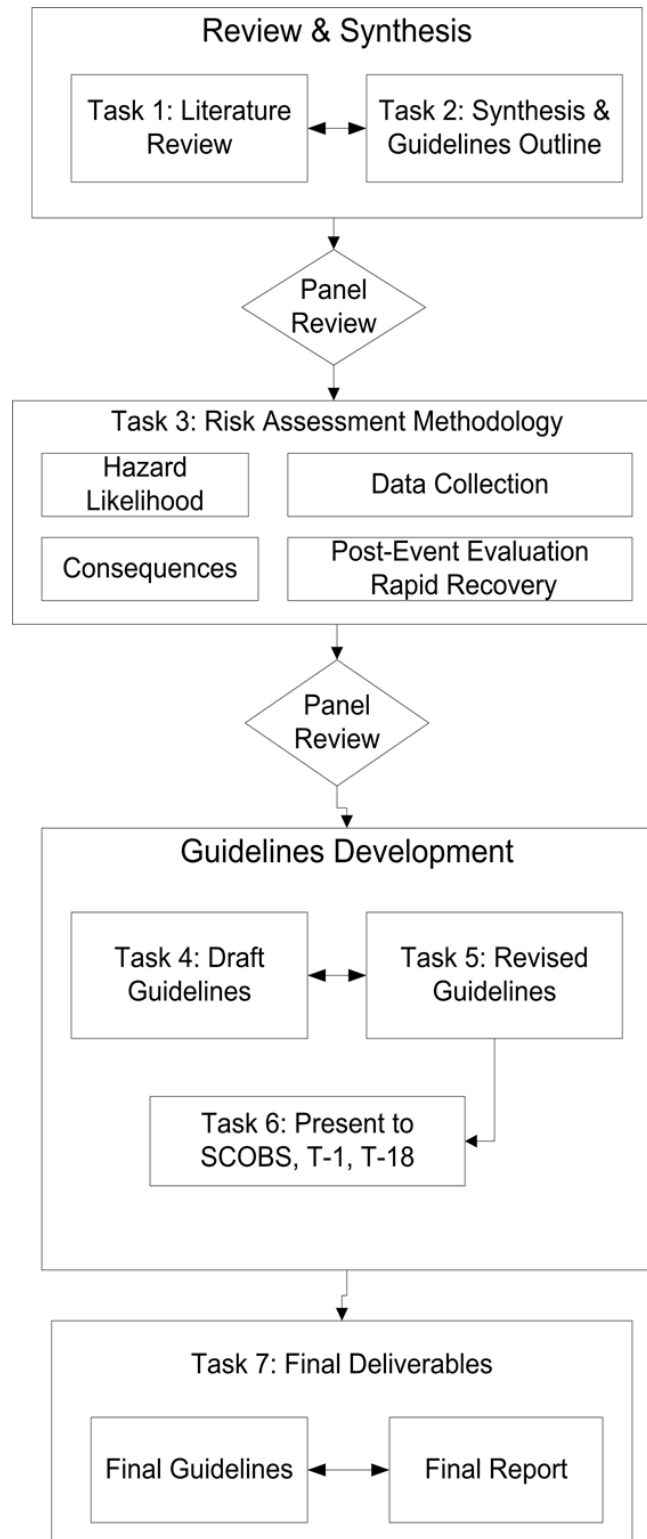 Review & Synthesis
Task 1: Literature
Review
Task 2: Synthesis &
Guidelines Outline
Panel
Review
Task 3: Risk Assessment Methodology
Hazard
Likelihood
Data Collection
Consequences
Post-Event Evaluation
Rapid Recovery
Panel
Review
Guidelines Development
Task 4: Draft
Guidelines
Task 5: Revised
Guidelines
Task 6: Present to
SCOBS, T-1, T-18
Task 7: Final Deliverables
Final Guidelines
Final Report